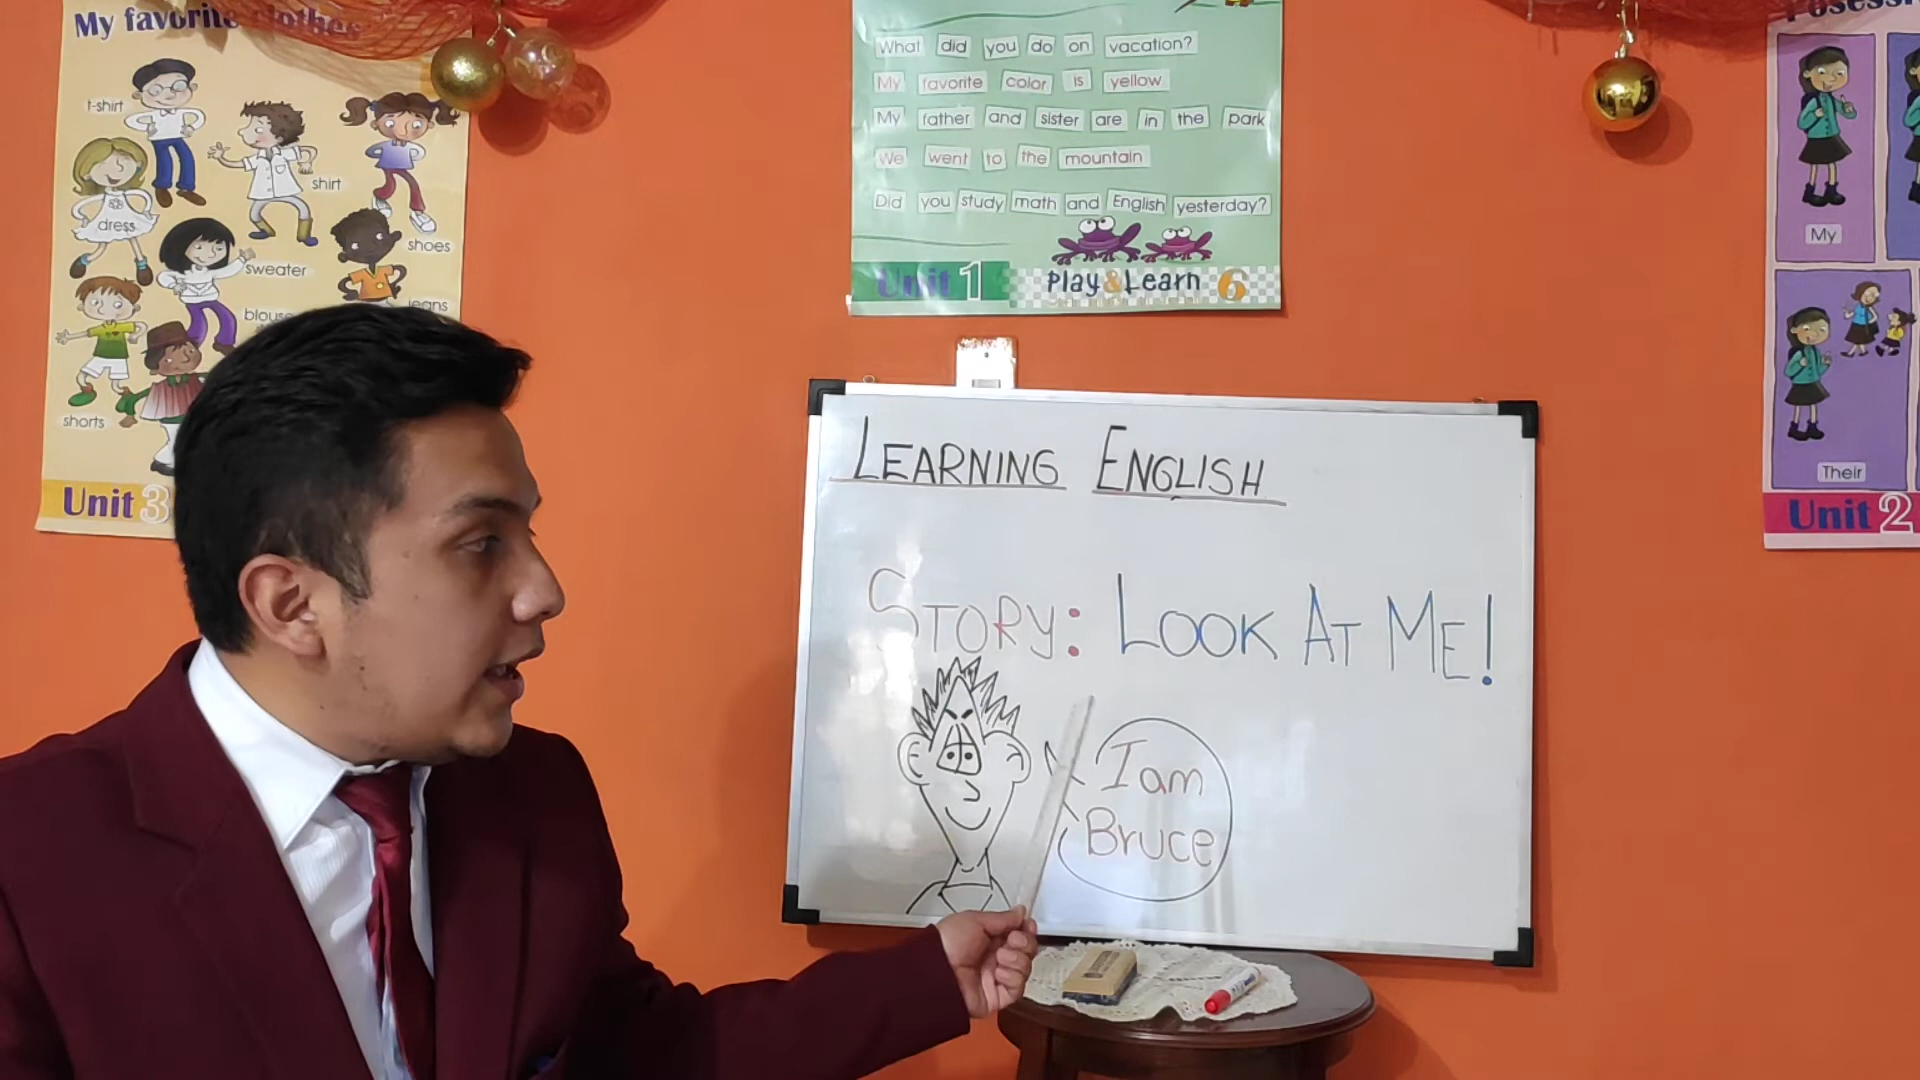 My favorite clothes
t-shirt
shirt
dress
shoes
sweater
jeans
shorts
Unit 3
What did you do on vacation?
My favorite color is yellow
My father and sister are in the park
We went to the mountain
Did you study math and English yesterday?
Unit 1 Play & Learn 6
My
Their
Unit 2
LEARNING ENGLISH
STORY: LOOK AT ME!
I am
Bruce